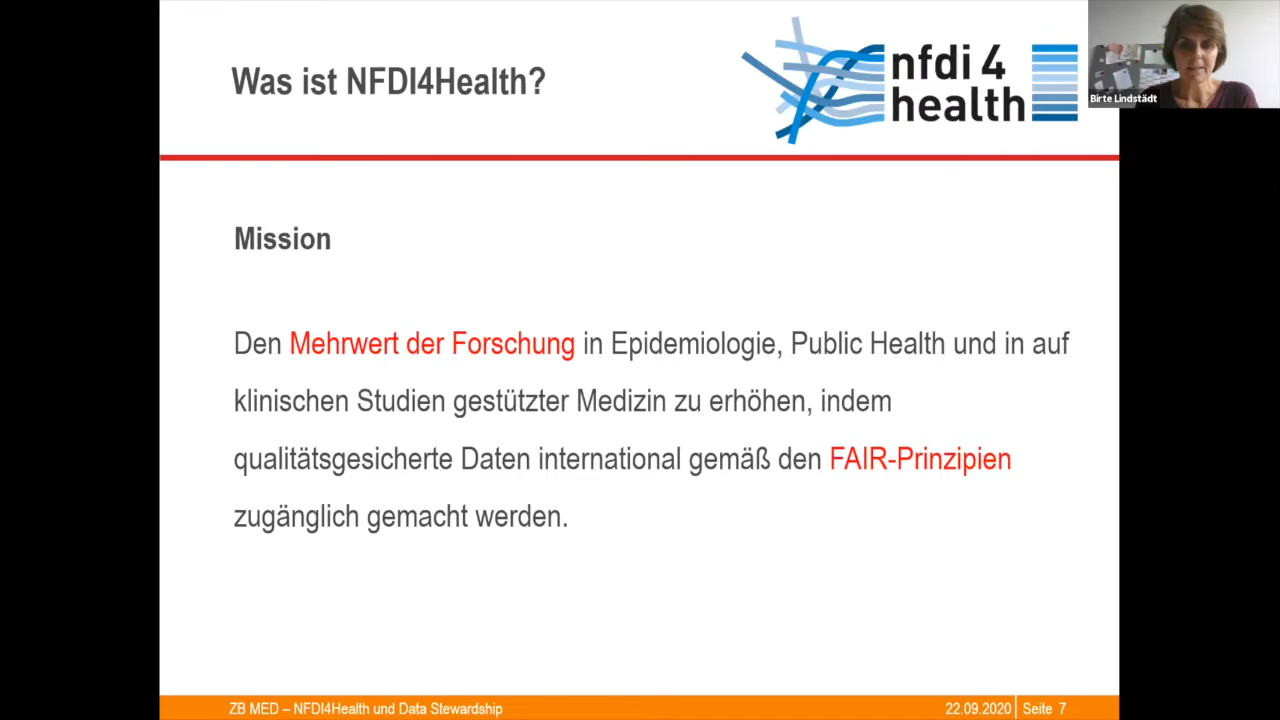 Was ist NFDI4Health?
nfdi 4
health
Birte Lindstädt
Mission
Den Mehrwert der Forschung in Epidemiologie, Public Health und in auf
klinischen Studien gestützter Medizin zu erhöhen, indem
qualitätsgesicherte Daten international gemäß den FAIR-Prinzipien
zugänglich gemacht werden.
ZB MED – NFDI4Health und Data Stewardship
22.09.2020 Seite 7